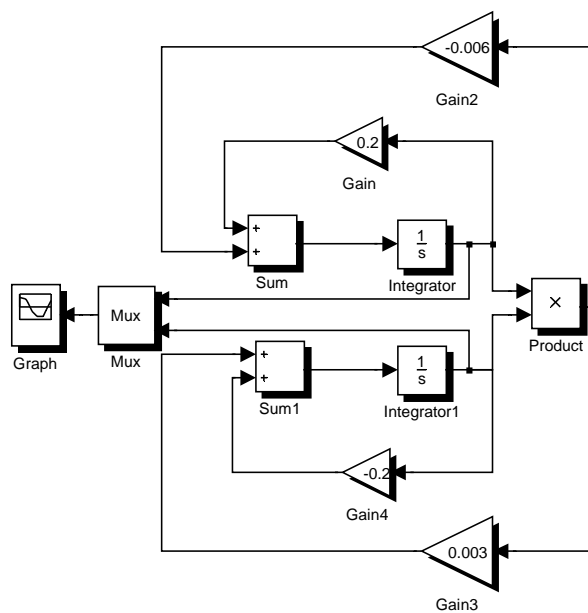 -0.006
Gain2
0.2
Gain
+
+
Sum
1
s
Integrator
×
Product
Graph
Mux
Mux
+
+
Sum1
1
s
Integrator1
-0.2
Gain4
0.003
Gain3